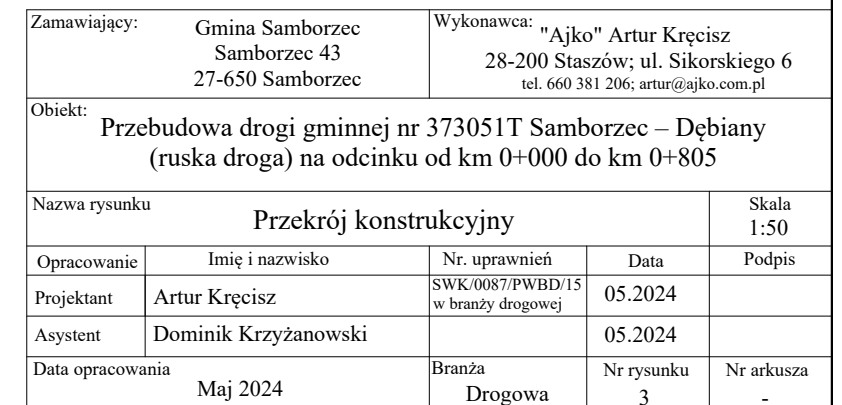 Zamawiający:
Gmina Samborzec
Samborzec 43
27-650 Samborzec
Wykonawca:
"Ajko" Artur Kręcisz
28-200 Staszów; ul. Sikorskiego 6
tel. 660 381 206; artur@ajko.com.pl
Obiekt:
Przebudowa drogi gminnej nr 373051T Samborzec – Dębiany
(ruska droga) na odcinku od km 0+000 do km 0+805
Nazwa rysunku
Przekrój konstrukcyjny
Skala
1:50
Opracowanie
Imię i nazwisko
Nr. uprawnień
Data
Podpis
Projektant
Artur Kręcisz
SWK/0087/PWBD/15
w branży drogowej
05.2024
Asystent
Dominik Krzyżanowski
05.2024
Data opracowania
Maj 2024
Branża
Drogowa
Nr rysunku
3
Nr arkusza
-